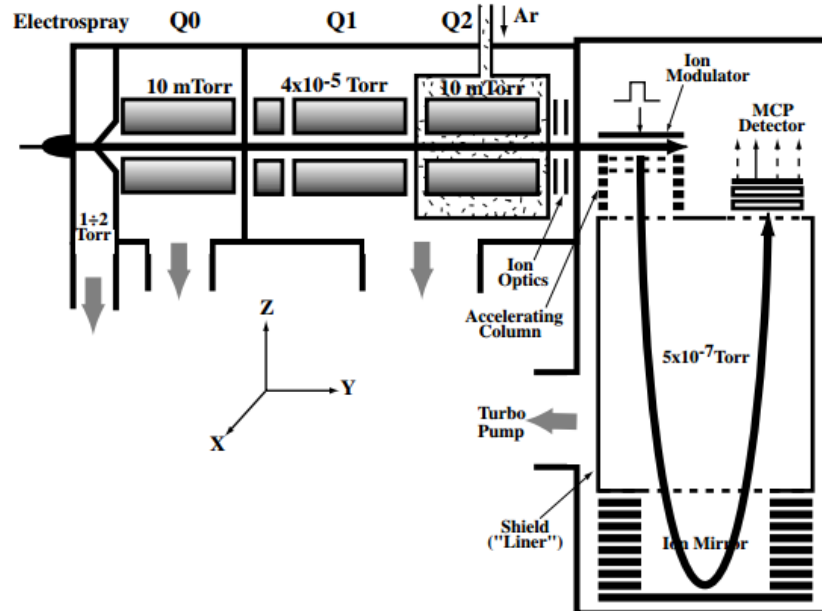 Electrospray
Q0
Q1
Q2
Ar
10 mTorr
4x10-5 Torr
10 mTorr
Ion
Modulator
MCP
Detector
1÷2
Torr
Ion
Optics
Accelerating
Column
Z
Y
X
5x10-7Torr
Turbo
Pump
Shield
("Liner")
Ion Mirror